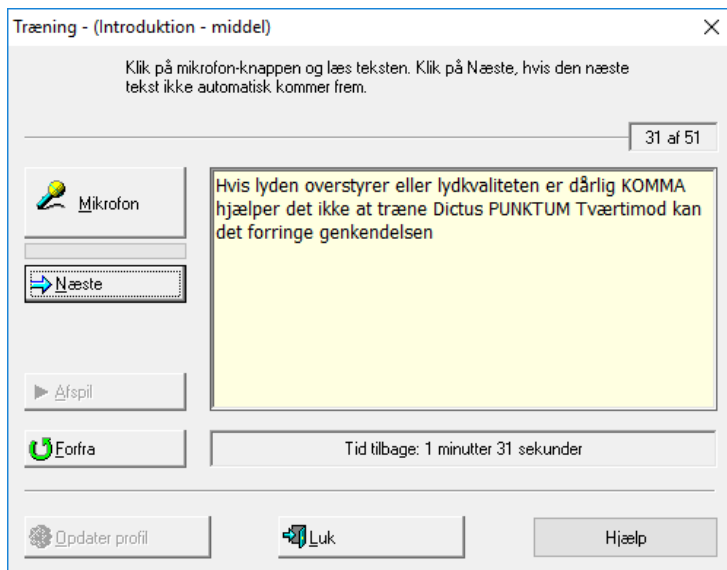 Træning - (Introduktion - middel)
Klik på mikrofon-knappen og læs teksten. Klik på Næste, hvis den næste
tekst ikke automatisk kommer frem.
31 af 51
Mikrofon
Hvis lyden overstyrer eller lydkvaliteten er dårlig KOMMA
hjælper det ikke at træne Dictus PUNKTUM Tværtimod kan
det forringe genkendelsen
Næste
Afspil
Forfra
Tid tilbage: 1 minutter 31 sekunder
Opdater profil
Luk
Hjælp